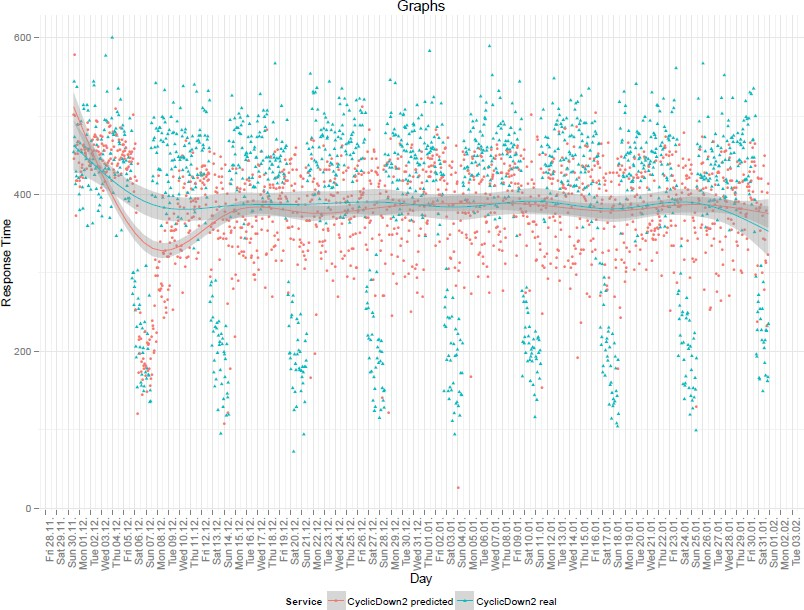 Graphs
600
400
200
0
Response Time
Fri 28.11.
Sat 29.11.
Sun 30.11.
Mon 01.12.
Tue 02.12.
Wed 03.12.
Thu 04.12.
Fri 05.12.
Sat 06.12.
Sun 07.12.
Mon 08.12.
Tue 09.12.
Wed 10.12.
Thu 11.12.
Fri 12.12.
Sat 13.12.
Sun 14.12.
Mon 15.12.
Tue 16.12.
Wed 17.12.
Thu 18.12.
Fri 19.12.
Sat 20.12.
Sun 21.12.
Mon 22.12.
Tue 23.12.
Wed 24.12.
Thu 25.12.
Fri 26.12.
Sat 27.12.
Sun 28.12.
Mon 29.12.
Tue 30.12.
Wed 31.12.
Thu 01.01.
Fri 02.01.
Sat 03.01.
Sun 04.01.
Mon 05.01.
Tue 06.01.
Wed 07.01.
Thu 08.01.
Fri 09.01.
Sat 10.01.
Sun 11.01.
Mon 12.01.
Tue 13.01.
Wed 14.01.
Thu 15.01.
Fri 16.01.
Sat 17.01.
Sun 18.01.
Mon 19.01.
Tue 20.01.
Wed 21.01.
Thu 22.01.
Fri 23.01.
Sat 24.01.
Sun 25.01.
Mon 26.01.
Tue 27.01.
Wed 28.01.
Thu 29.01.
Fri 30.01.
Sat 31.01.
Sun 01.02.
Mon 02.02.
Tue 03.02.
Day
Service CyclicDown2 predicted CyclicDown2 real